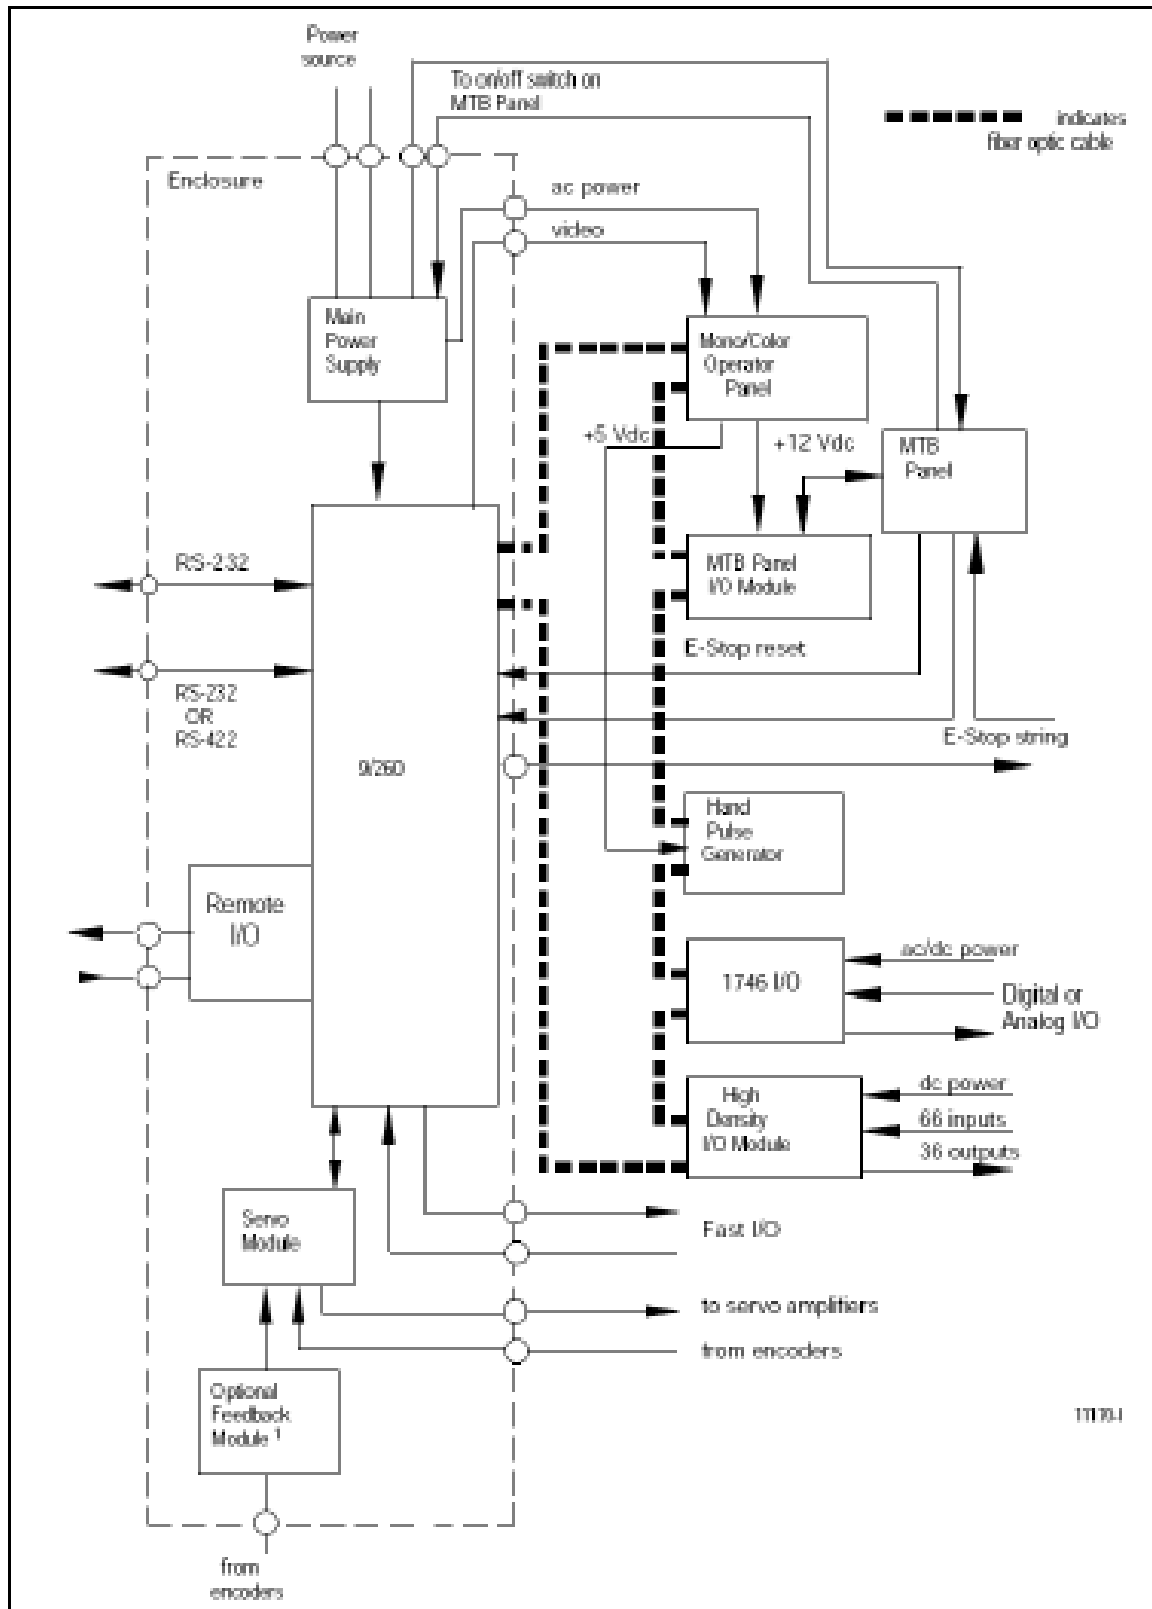 Power
source
To on/off switch on
MTB Panel
indicates
fiber optic cable
Enclosure
ac power
video
Main
Power
Supply
Mono/Color
Operator
Panel
+5 Vdc
+12 Vdc
MTB
Panel
RS-232
MTB Panel
I/O Module
E-Stop reset
RS-232
OR
RS-422
E-Stop string
9/260
Hand
Pulse
Generator
Remote
I/O
ac/dc power
1746 I/O
Digital or
Analog I/O
High
Density
I/O Module
dc power
66 inputs
36 outputs
Servo
Module
Fast I/O
to servo amplifiers
from encoders
Optional
Feedback
Module 1
from
encoders